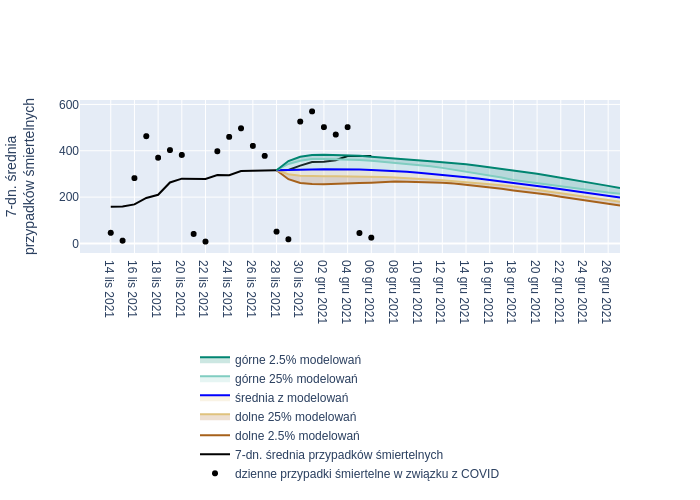 7-dn. średnia
przypadków śmiertelnych
600
400
200
0
14 lis 2021
16 lis 2021
18 lis 2021
20 lis 2021
22 lis 2021
24 lis 2021
26 lis 2021
28 lis 2021
30 lis 2021
02 gru 2021
04 gru 2021
06 gru 2021
08 gru 2021
10 gru 2021
12 gru 2021
14 gru 2021
16 gru 2021
18 gru 2021
20 gru 2021
22 gru 2021
24 gru 2021
26 gru 2021
górne 2.5% modelowań
górne 25% modelowań
średnia z modelowań
dolne 25% modelowań
dolne 2.5% modelowań
7-dn. średnia przypadków śmiertelnych
dzienne przypadki śmiertelne w związku z COVID